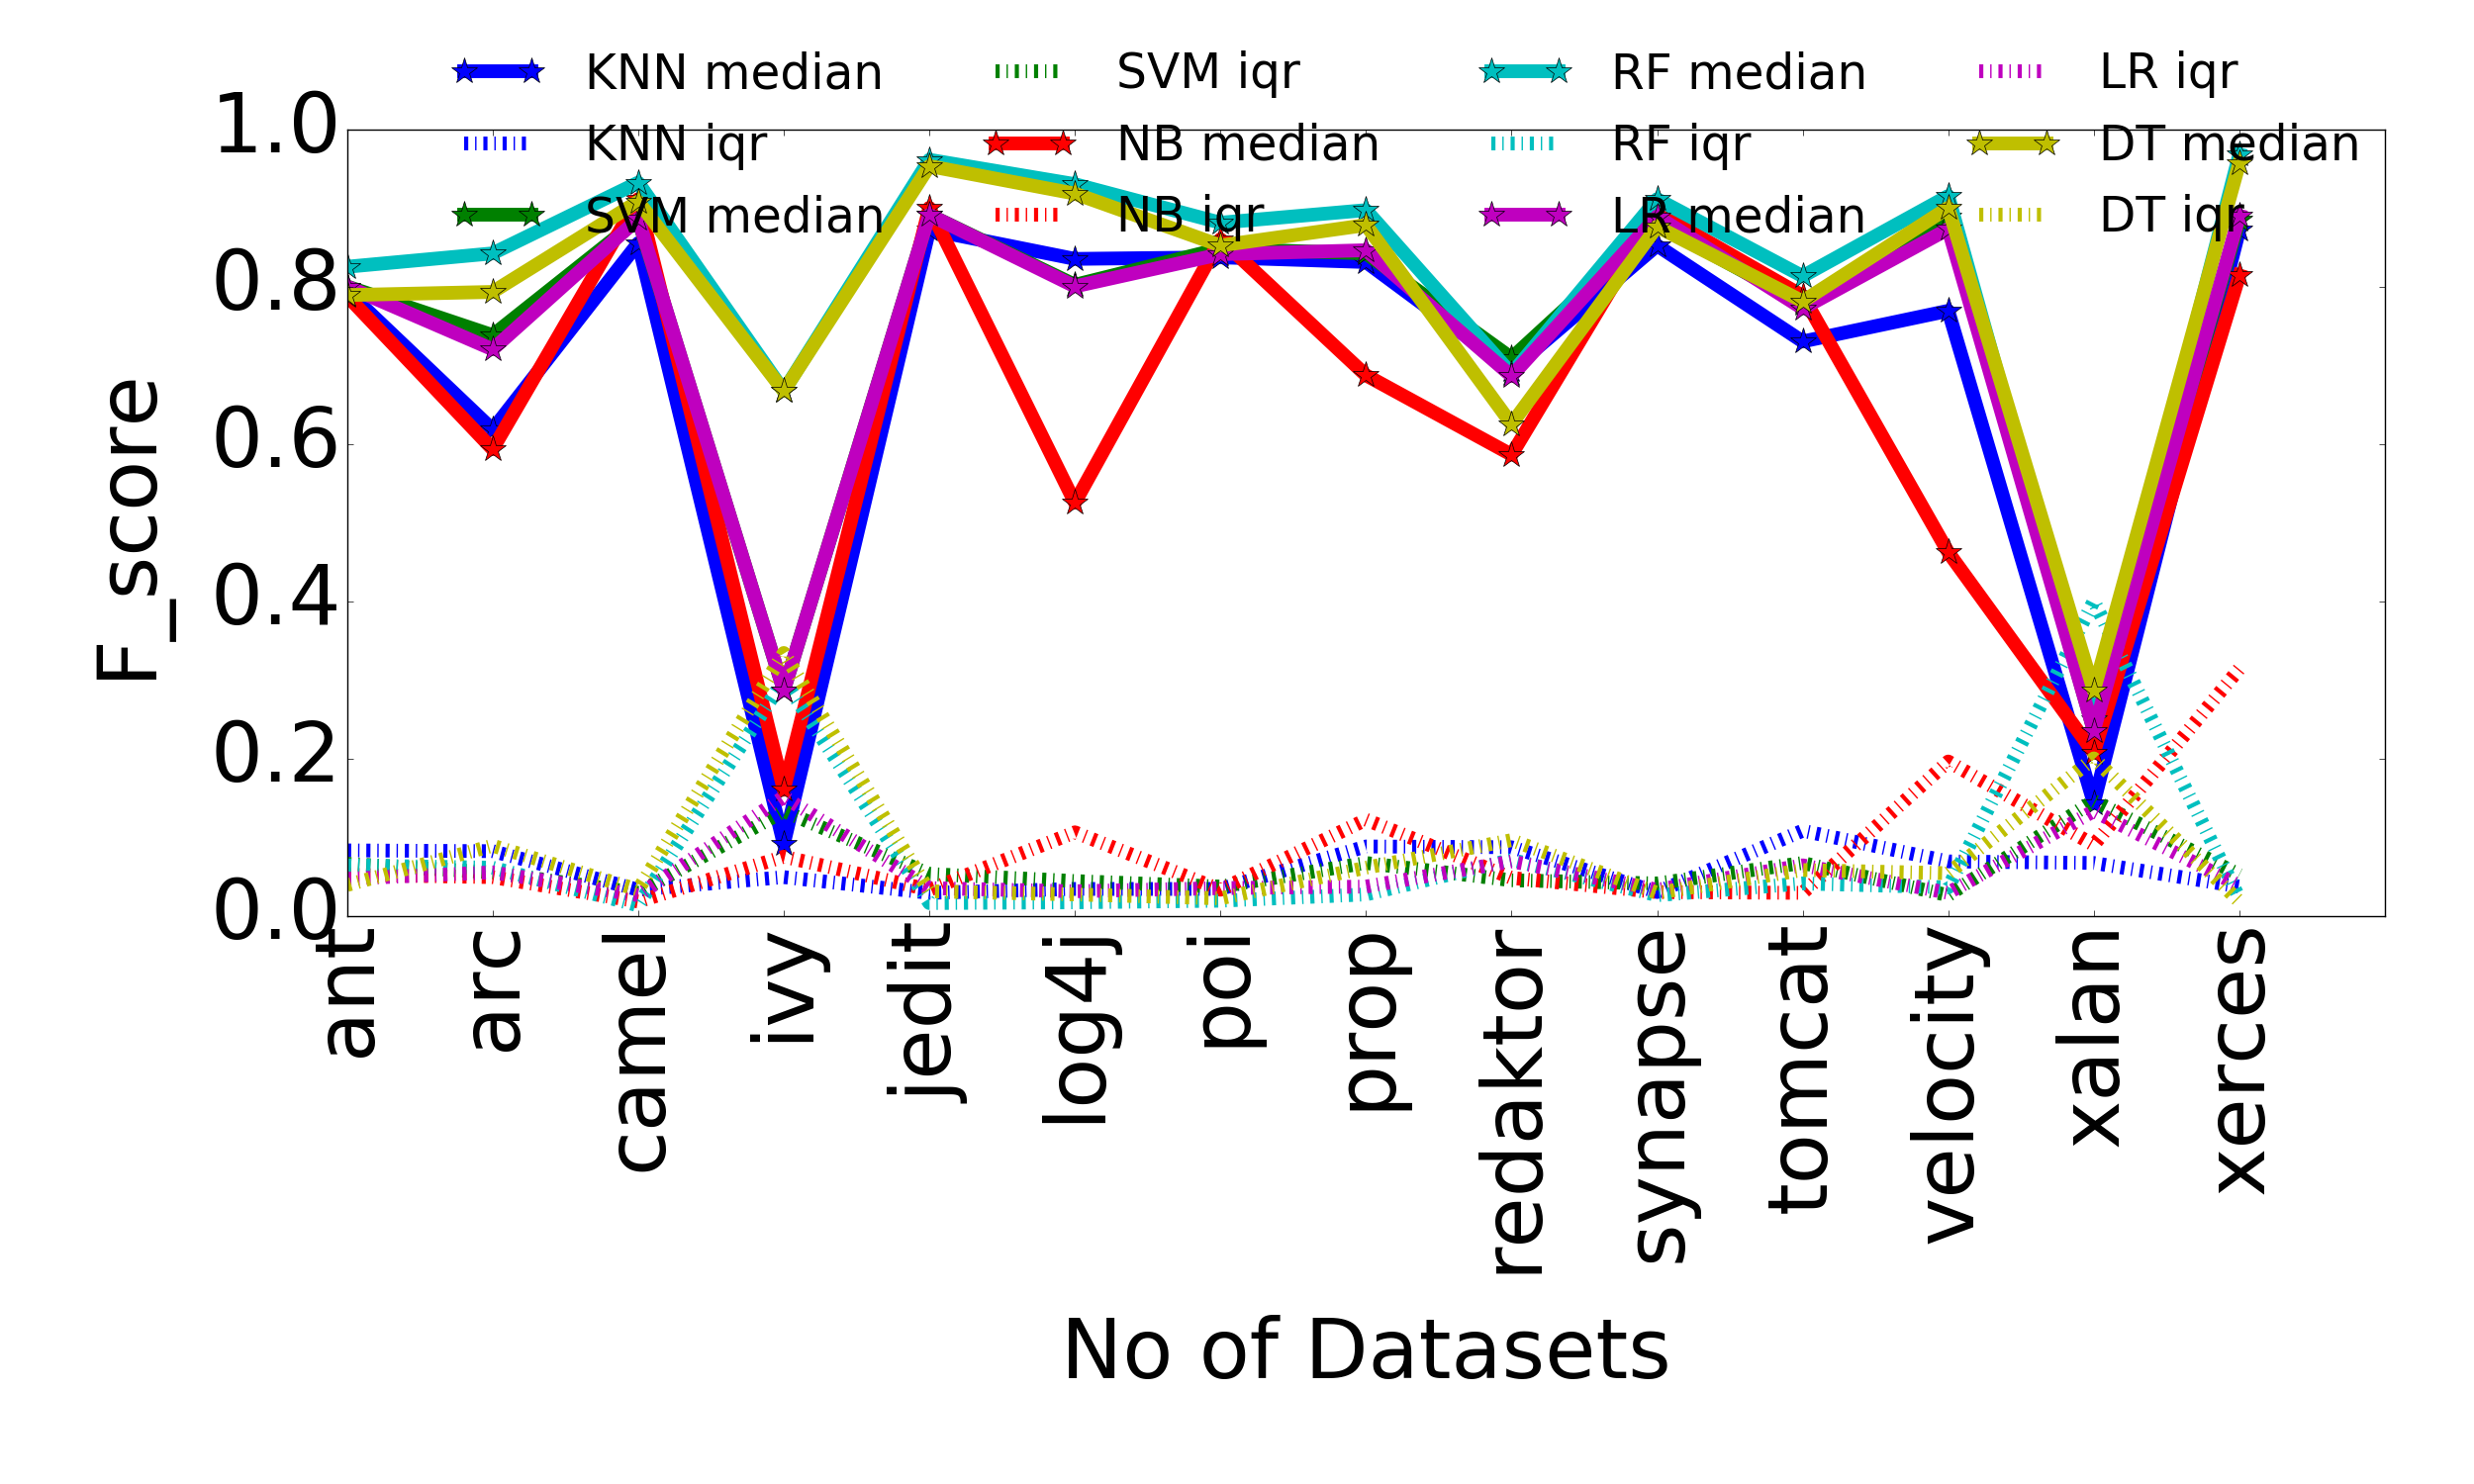 KNN median
SVM iqr
RF median
LR iqr
KNN iqr
NB median
RF iqr
DT median
SVM median
NB iqr
LR median
DT iqr
1.0
0.8
0.6
0.4
0.2
0.0
F_score
ant
arc
camel
ivy
jedit
log4j
poi
prop
redaktor
synapse
tomcat
velocity
xalan
xerces
No of Datasets